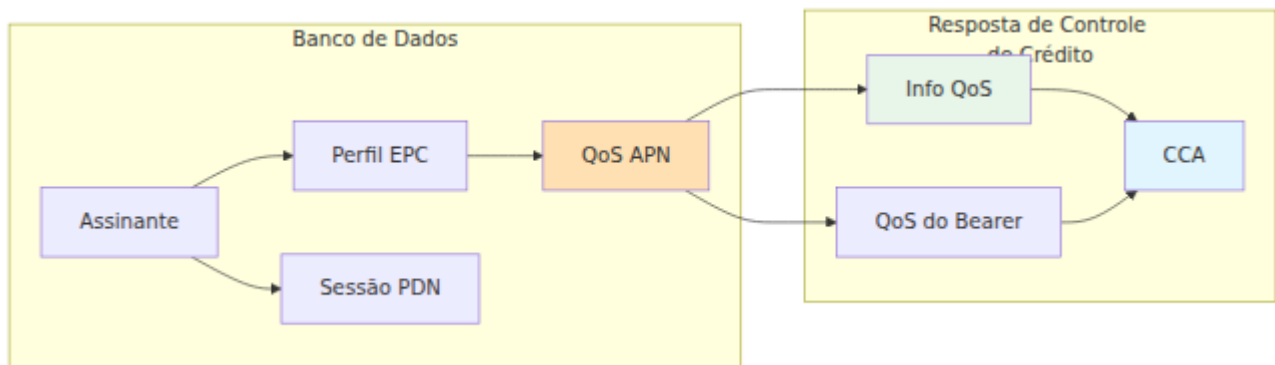 Banco de Dados
Assinante
Perfil EPC
Sessão PDN
QoS APN
Resposta de Controle
de Crédito
Info QoS
QoS do Bearer
CCA